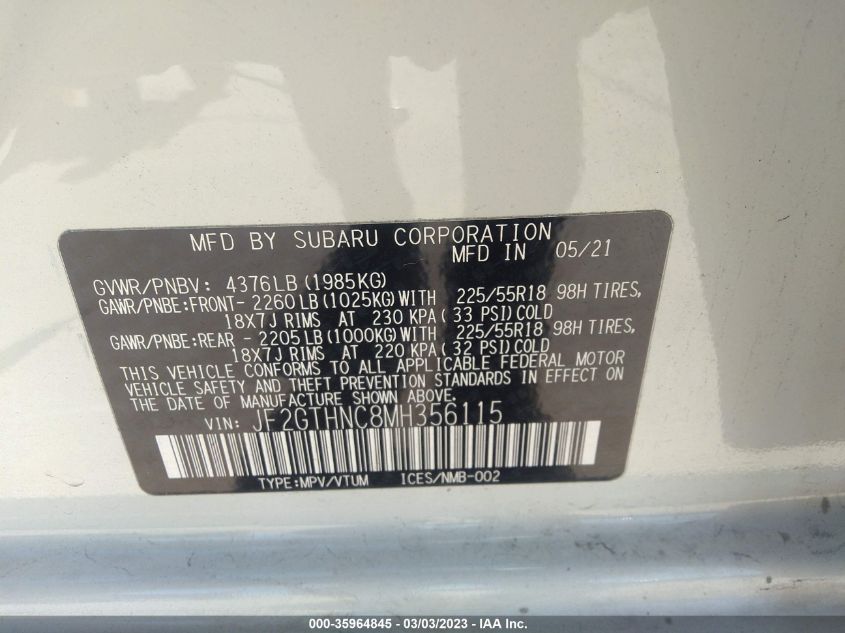 MFD BY SUBARU CORPORATION
MFD IN 05/21
GVWR/PNBV: 4376LB (1985KG)
GAWR/PNBE:FRONT- 2260LB (1025KG)WITH 225/55R18 98H TIRES,
18X7J RIMS AT 230 KPA (33 PSI)COLD
GAWR/PNBE:REAR - 2205LB (1000KG)WITH 225/55R18 98H TIRES,
18X7J RIMS AT 220 KPA (32 PSI)COLD
THIS VEHICLE CONFORMS TO ALL APPLICABLE FEDERAL MOTOR
VEHICLE SAFETY AND THEFT PREVENTION STANDARDS IN EFFECT ON
THE DATE OF MANUFACTURE SHOWN ABOVE.
VIN: JF2GTHNC8MH356115
TYPE:MPV/VTUM ICES/NMB-002
000-35964845 - 03/03/2023 - IAA Inc.